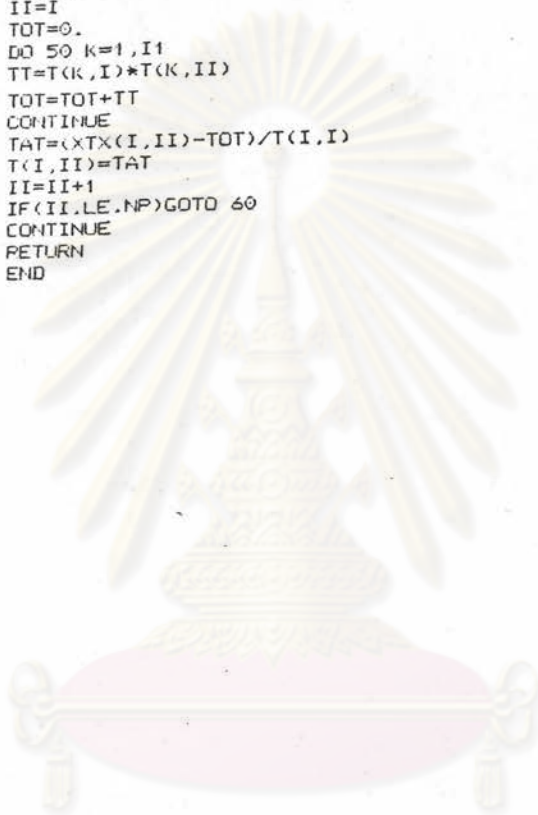 II=I
TOT=0.
DO 50 K=1,I1
TT=T(K,I)*T(K,II)
TOT=TOT+TT
CONTINUE
TAT=(XTX(I,II)-TOT)/T(I,I)
T(I,II)=TAT
II=II+1
IF(II.LE.NP)GOTO 60
CONTINUE
RETURN
END